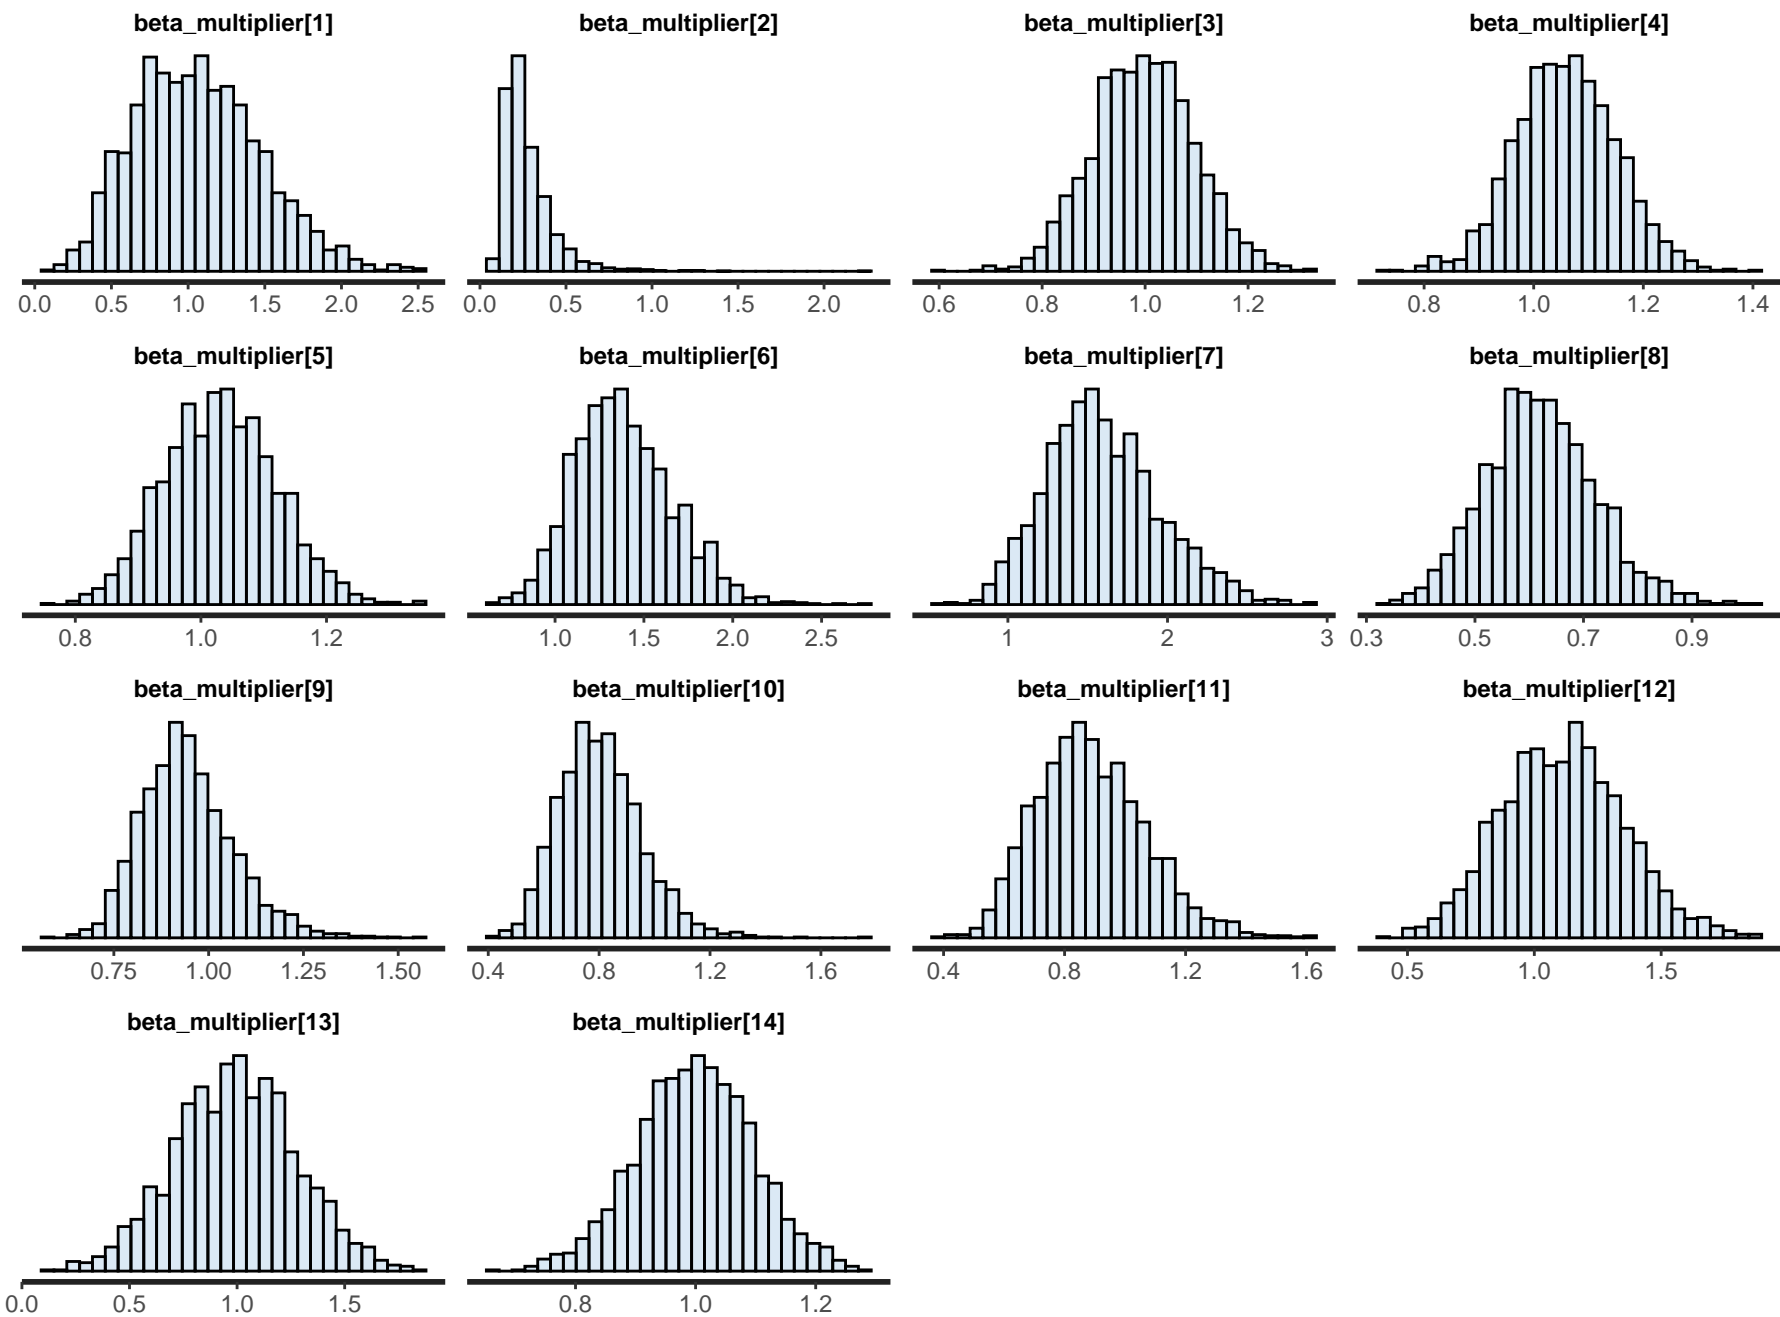 beta_multiplier[1] beta_multiplier[2] beta_multiplier[3] beta_multiplier[4]
0.0 0.5 1.0 1.5 2.0 2.5 0.0 0.5 1.0 1.5 2.0 0.6 0.8 1.0 1.2 0.8 1.0 1.2 1.4
beta_multiplier[5] beta_multiplier[6] beta_multiplier[7] beta_multiplier[8]
0.8 1.0 1.2 1.0 1.5 2.0 2.5 1 2 3 0.3 0.5 0.7 0.9
beta_multiplier[9] beta_multiplier[10] beta_multiplier[11] beta_multiplier[12]
0.75 1.00 1.25 1.50 0.4 0.8 1.2 1.6 0.4 0.8 1.2 1.6 0.5 1.0 1.5
beta_multiplier[13] beta_multiplier[14]
0.0 0.5 1.0 1.5 0.8 1.0 1.2